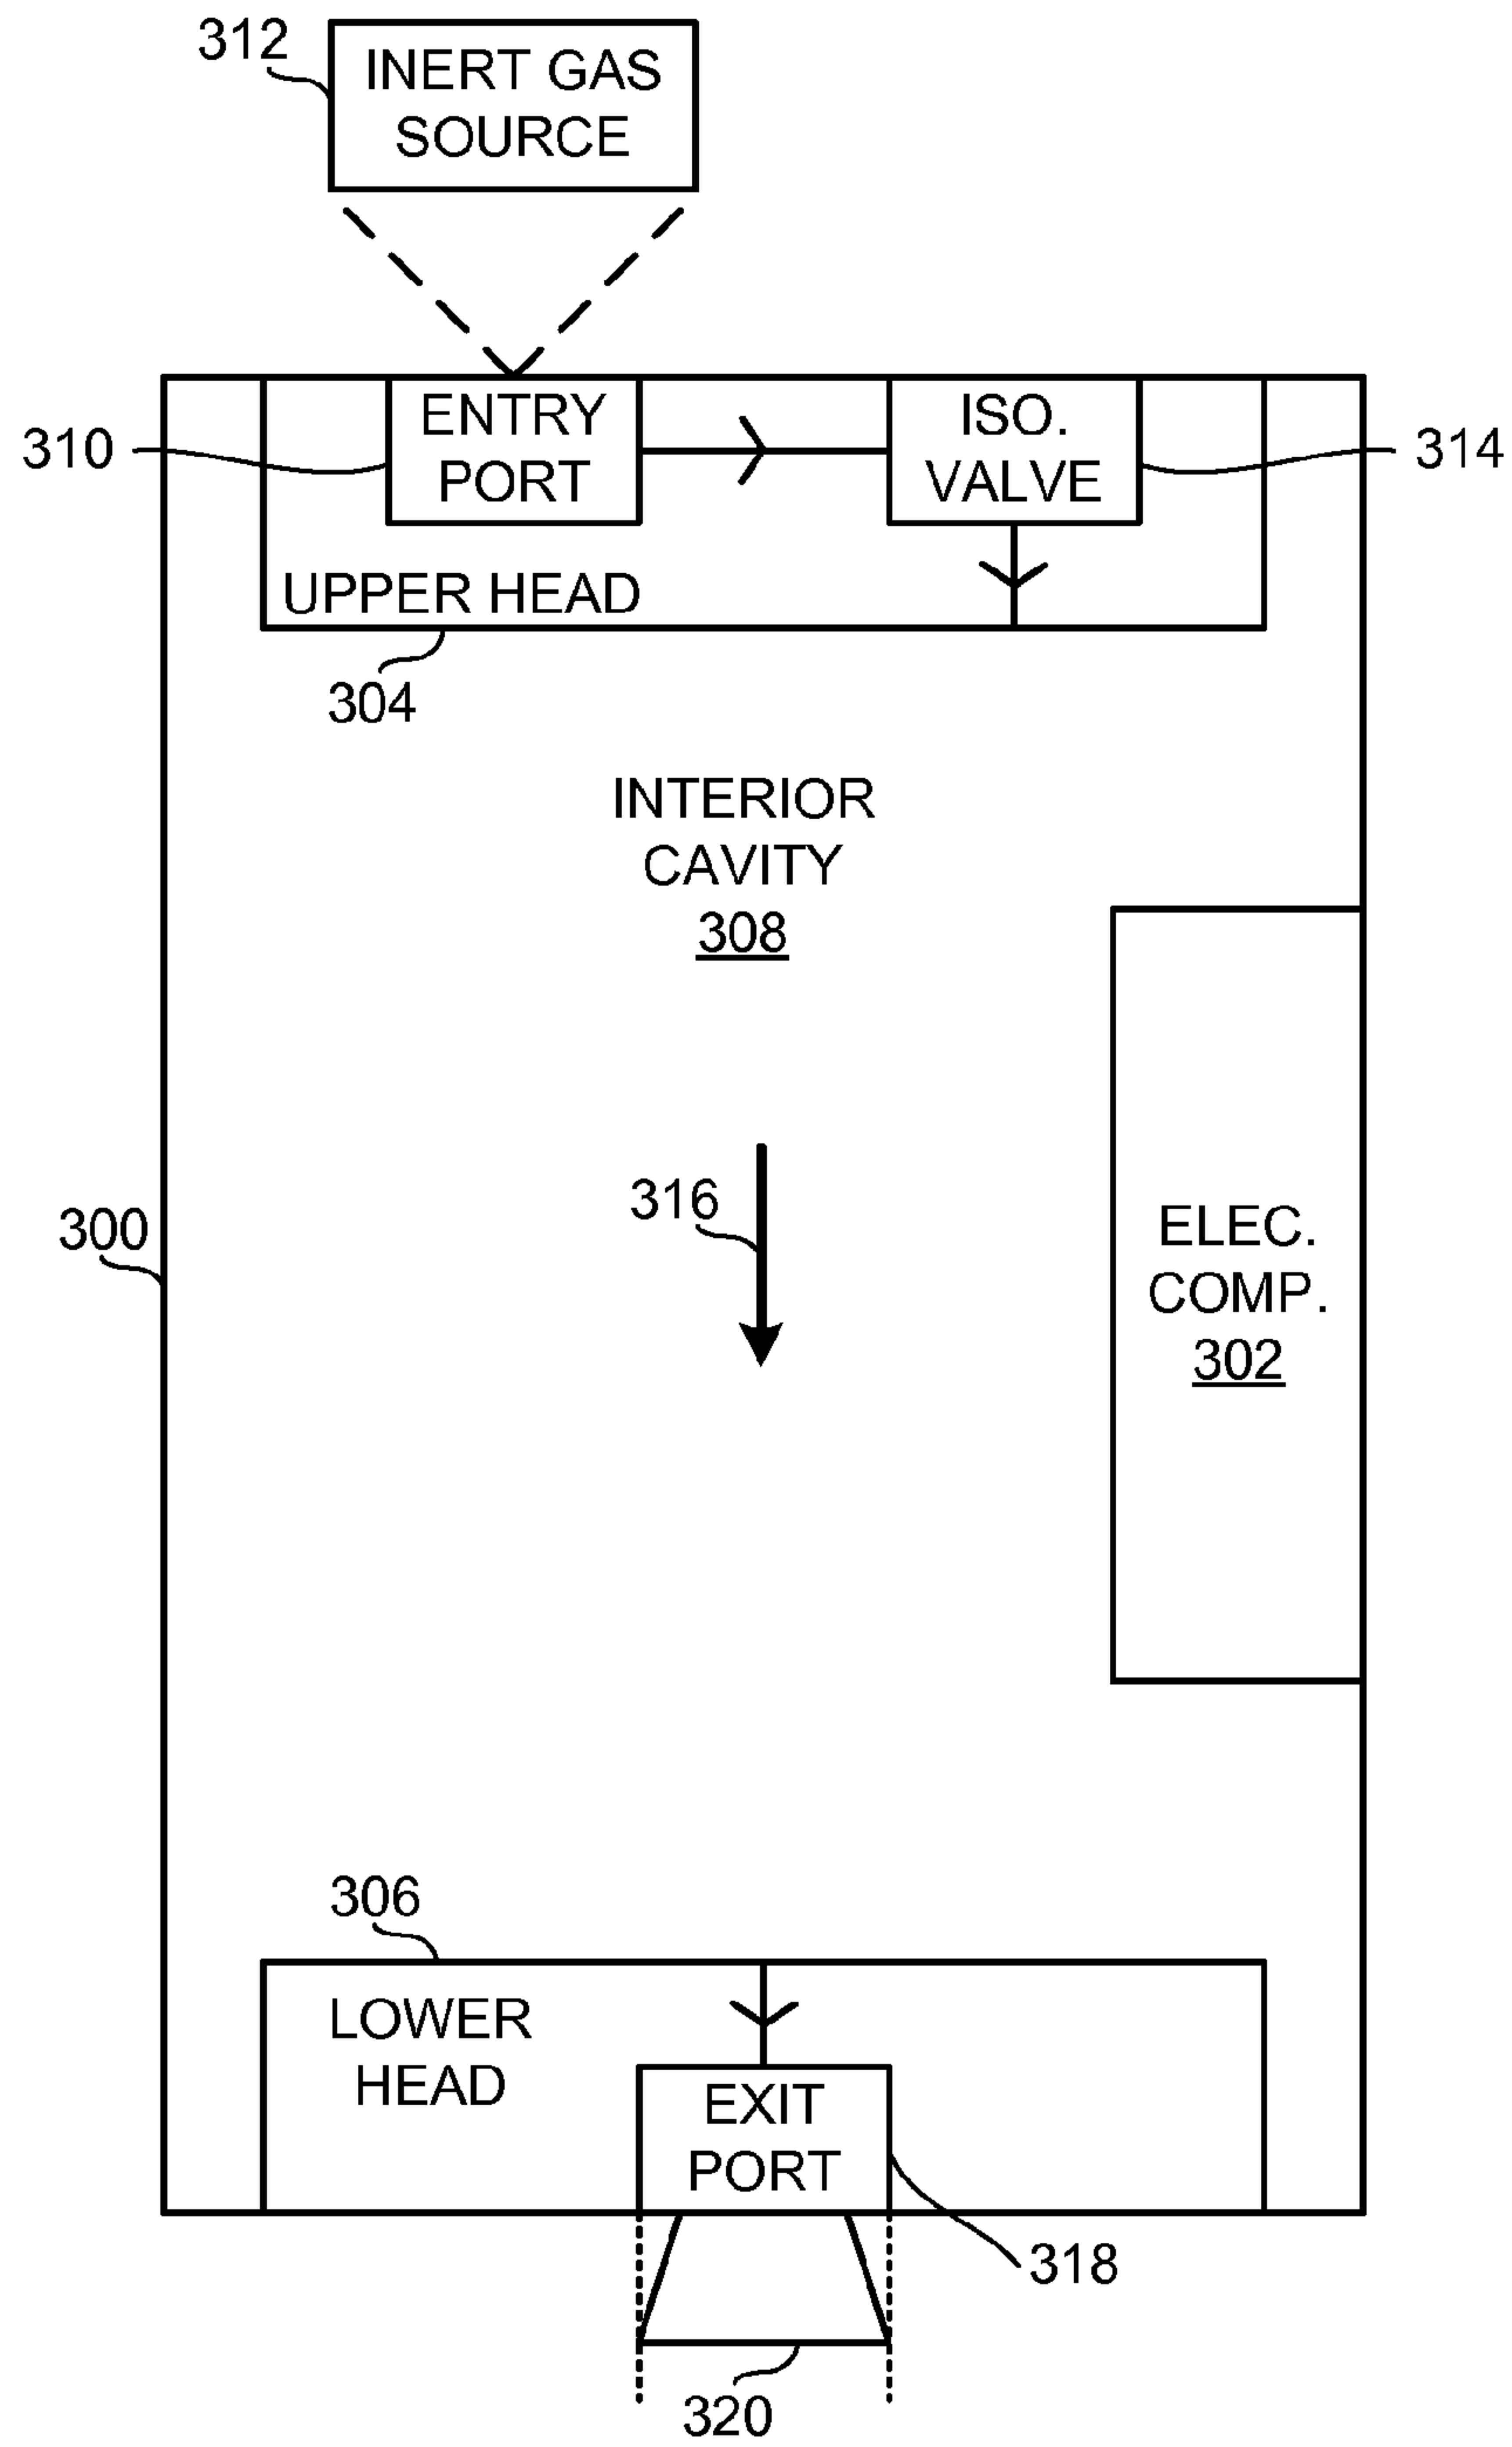 312
INERT GAS
SOURCE
310
ENTRY
PORT
ISO.
VALVE
314
UPPER HEAD
304
INTERIOR
CAVITY
308
300
316
ELEC.
COMP.
302
306
LOWER
HEAD
EXIT
PORT
318
320